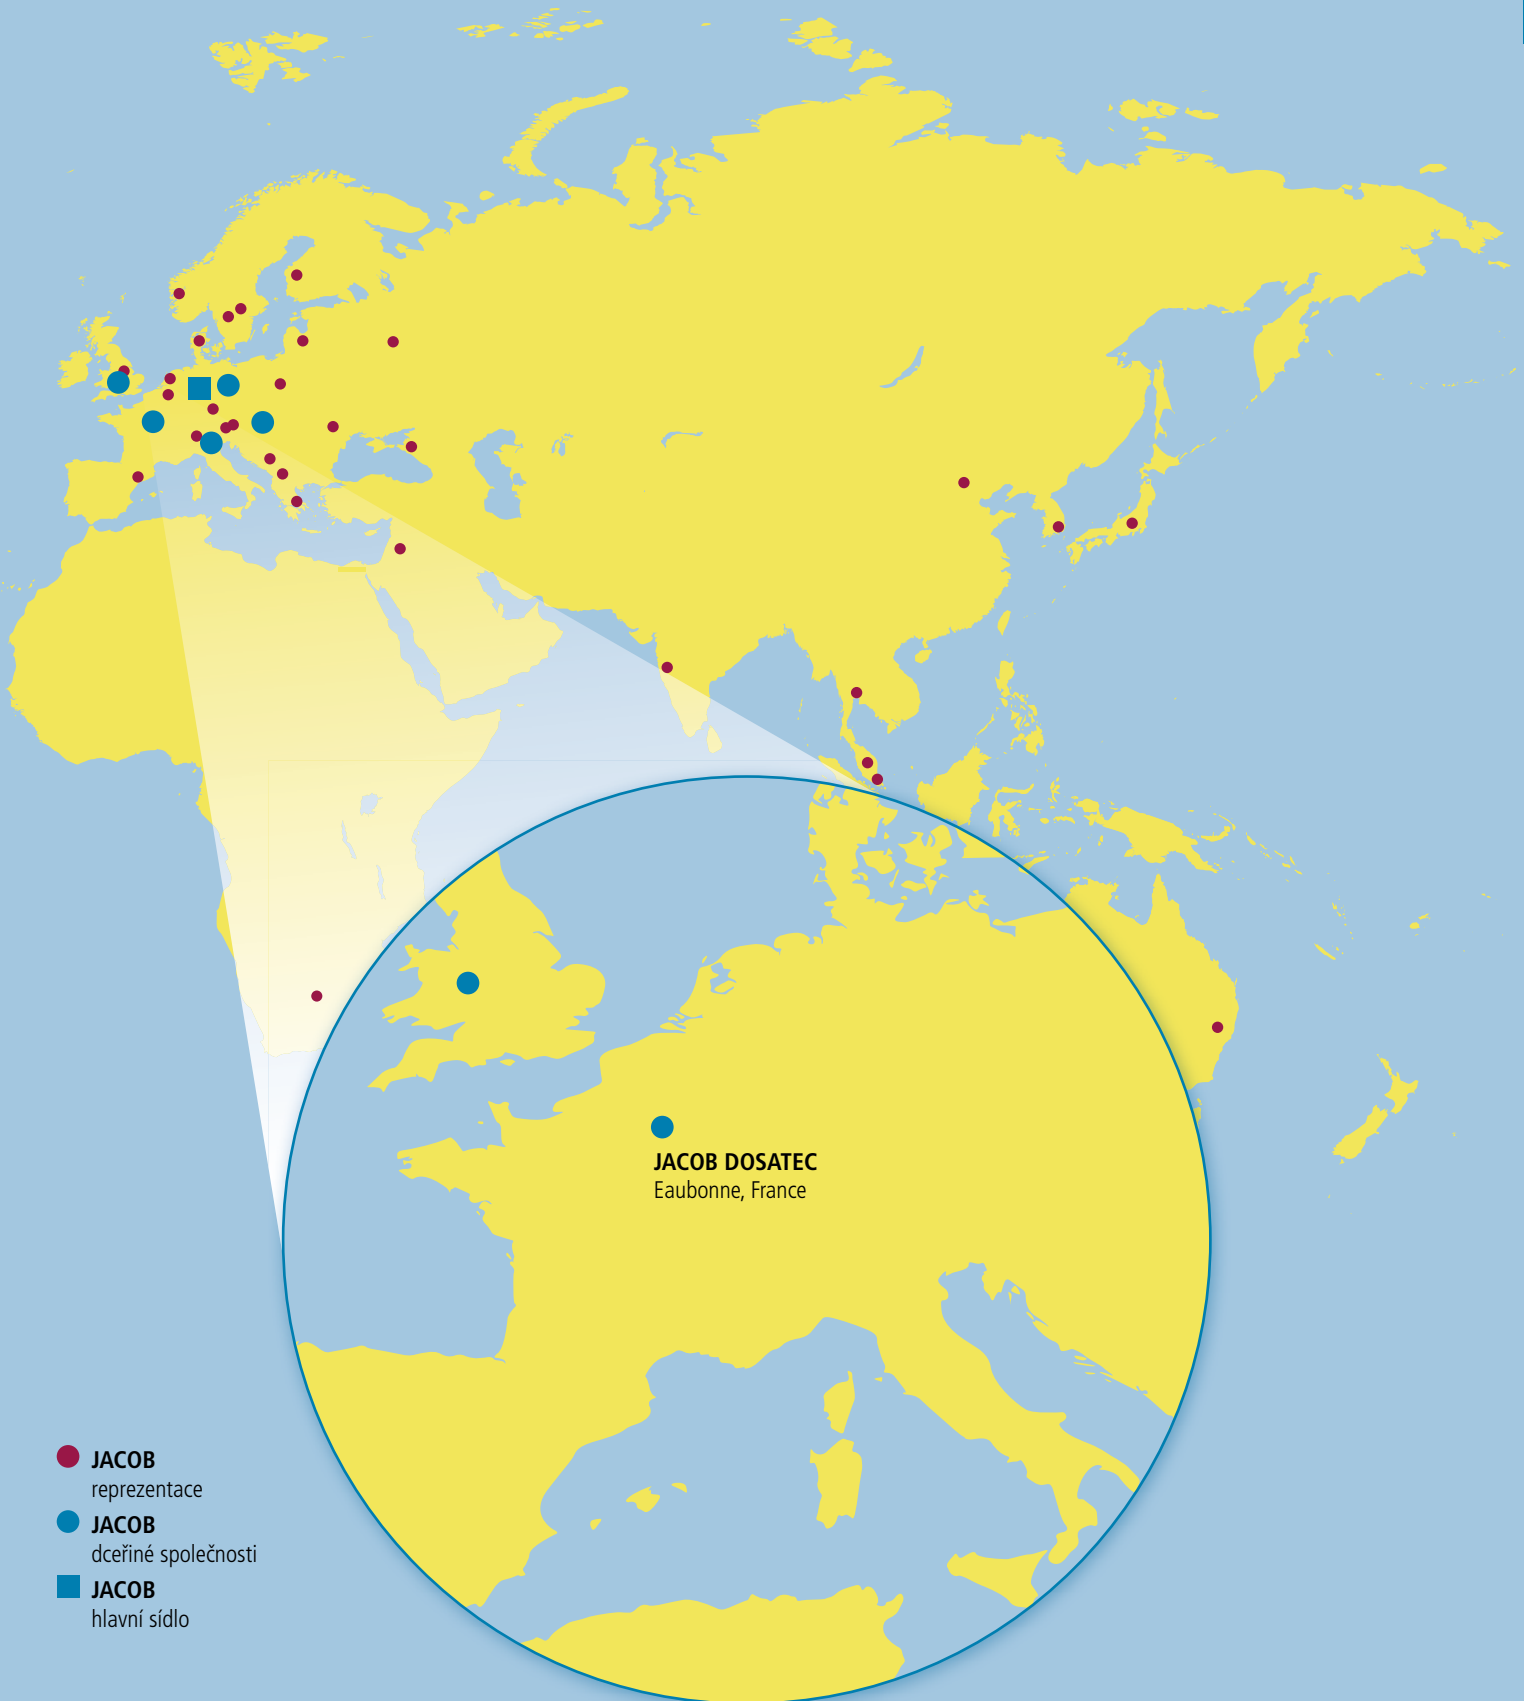 JACOB DOSATEC
Eaubonne, France
JACOB
reprezentace
JACOB
dceřiné společnosti
JACOB
hlavní sídlo